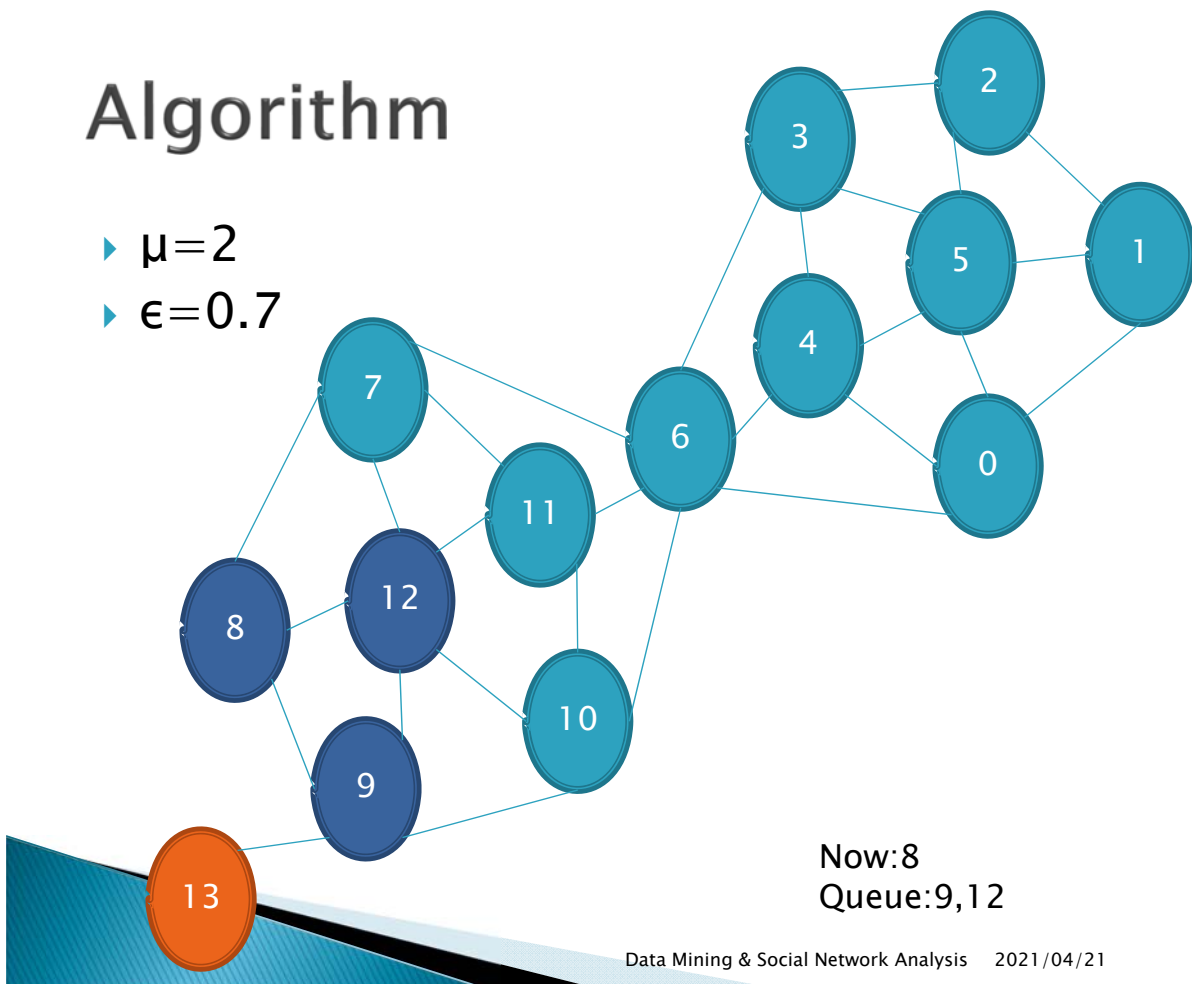 Algorithm
μ=2
ϵ=0.7
2
3
1
5
4
7
6
0
11
12
8
10
9
13
Now:8
Queue:9,12
Data Mining & Social Network Analysis 2021/04/21